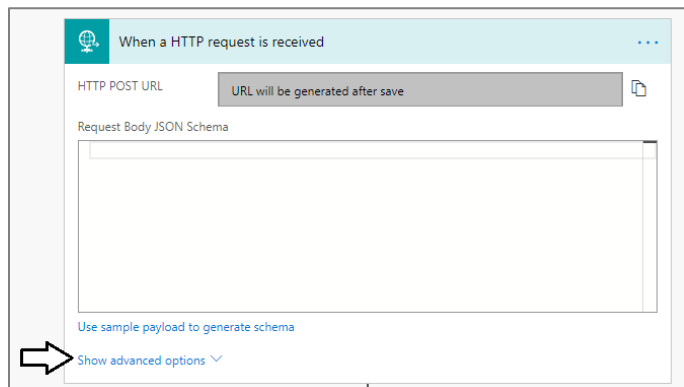 When a HTTP request is received
HTTP POST URL
URL will be generated after save
Request Body JSON Schema
Use sample payload to generate schema
Show advanced options